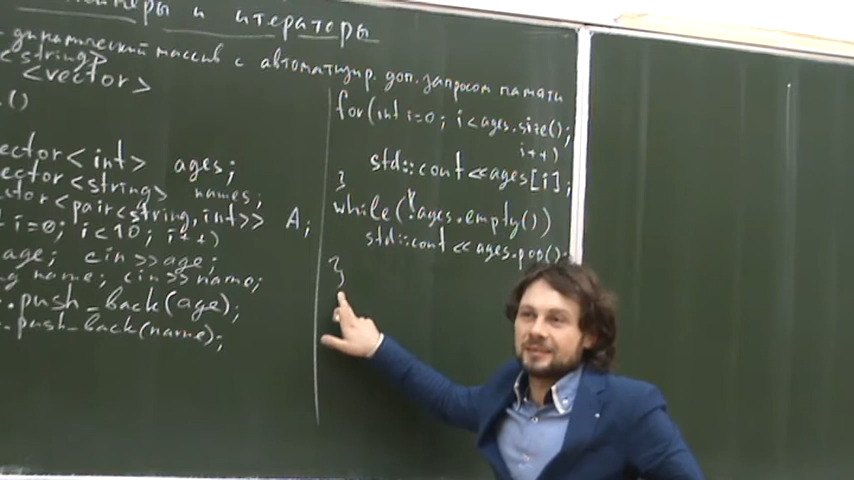 и итераторы
динамический массив с автоматизир. доп. запросом памяти
<string>
<vector>
()
ector<int> ages;
ector<string> names;
ctor<pair<string,int>> A;
i=0; i<10; i++)
age; cin>>age;
g name; cin>>name;
.push_back(age);
.push_back(name);
for(int i=0; i<ages.size();
i++)
std::cout<<ages[i];
}
while(!ages.empty())
std::cout<<ages.pop();
}